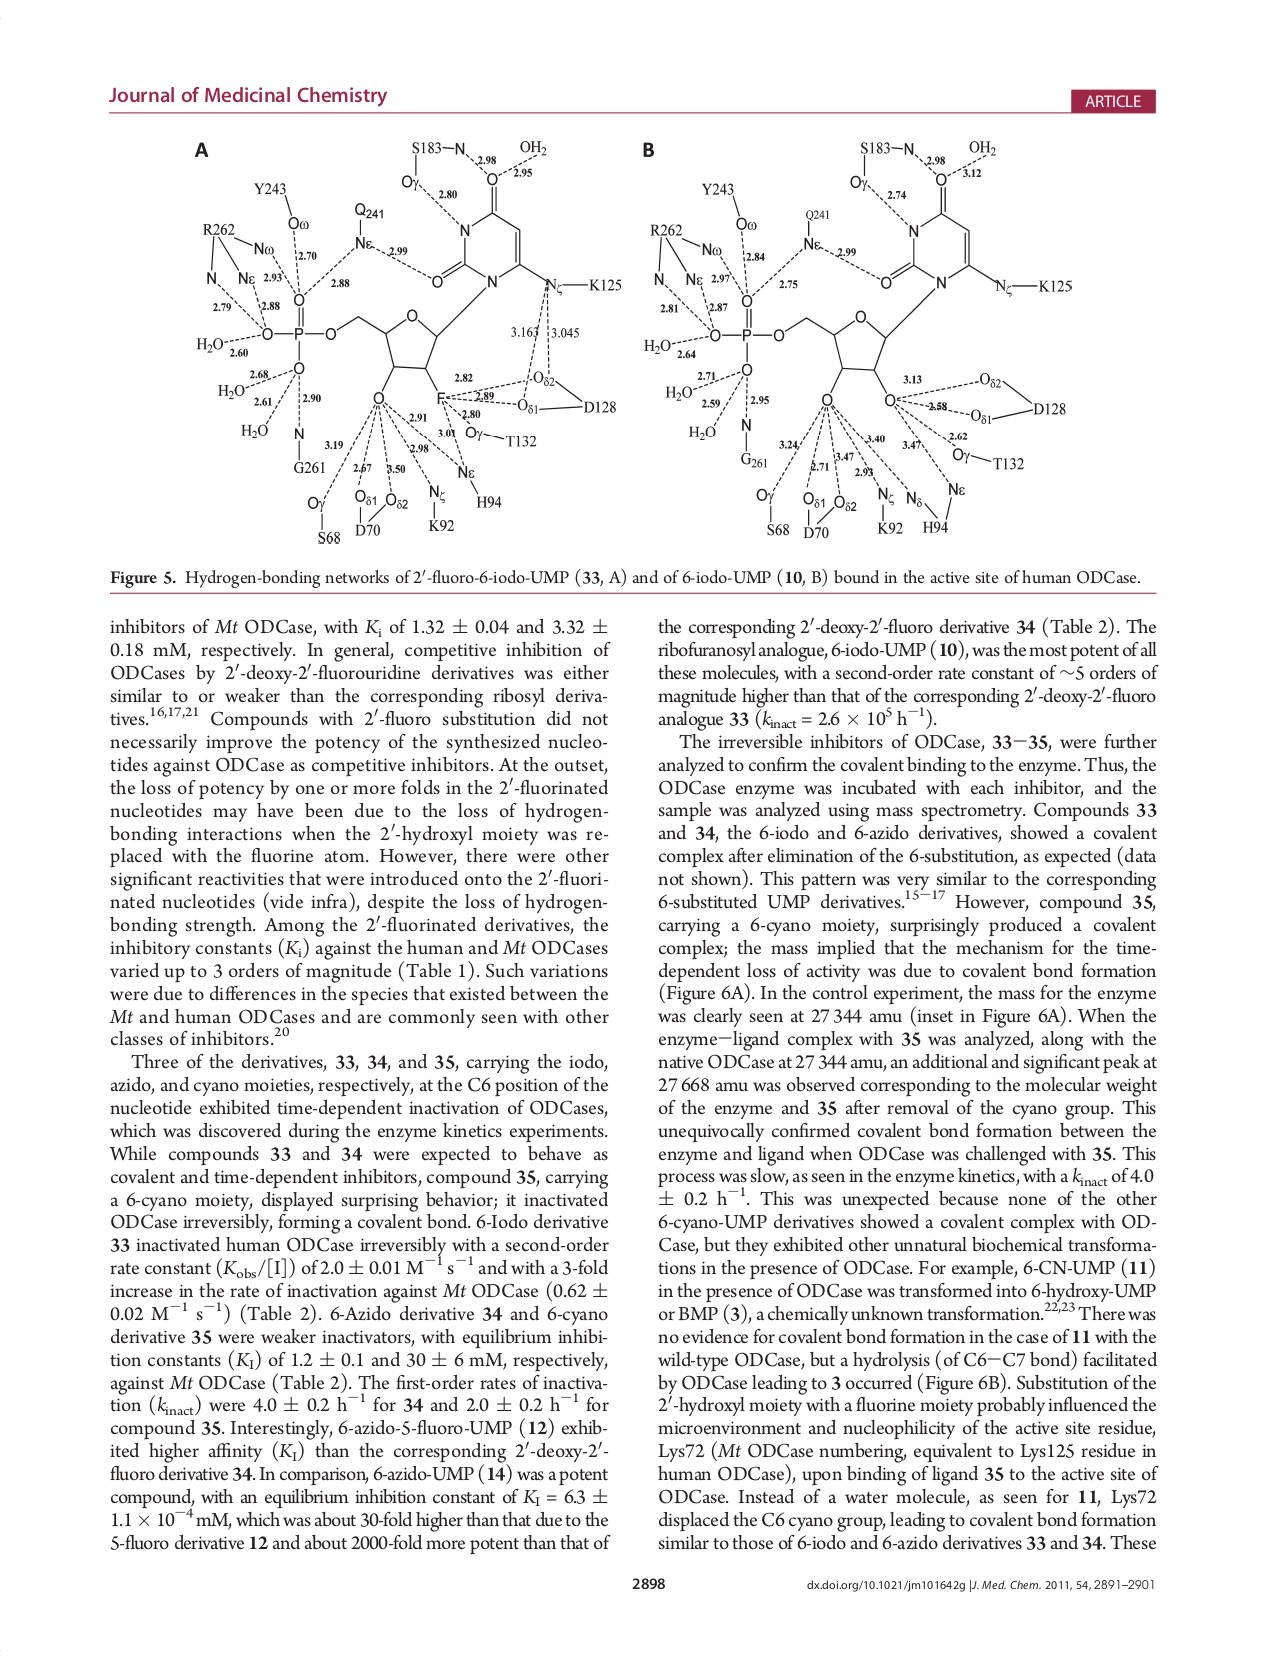 Journal of Medicinal Chemistry
ARTICLE
A
S183–N
OH2
2.98
2.95
O
Oγ
2.80
Y243
Q241
Oω
R262
Nω
Nε
2.99
N
2.70
N
Nε
2.93
2.88
O
N
Nζ
K125
2.79
2.88
O
O
3.163
3.045
H2O
O
P
O
2.60
2.68
O
2.82
Oδ2
H2O
2.90
O
F
2.89
Oδ1
D128
2.61
2.91
2.80
H2O
N
3.19
3.01
Oγ
T132
2.98
G261
2.67
3.50
Nε
Oγ
Oδ1
Oδ2
Nζ
H94
S68
D70
K92
B
S183–N
OH2
2.98
3.12
O
Oγ
2.74
Y243
Q241
Oω
R262
Nω
Nε
2.99
N
2.84
N
Nε
2.97
2.75
O
N
Nζ
K125
2.81
2.87
O
O
H2O
O
P
O
2.64
2.71
O
3.13
Oδ2
H2O
2.95
O
O
2.58
Oδ1
D128
2.59
H2O
N
3.24
3.40
3.47
2.62
Oγ
T132
G261
2.71
3.47
2.93
Oγ
Oδ1
Oδ2
Nζ
Nδ
Nε
S68
D70
K92
H94
Figure 5. Hydrogen-bonding networks of 2′-fluoro-6-iodo-UMP (33, A) and of 6-iodo-UMP (10, B) bound in the active site of human ODCase.
inhibitors of Mt ODCase, with Ki of 1.32 ± 0.04 and 3.32 ±
0.18 mM, respectively. In general, competitive inhibition of
ODCases by 2′-deoxy-2′-fluorouridine derivatives was either
similar to or weaker than the corresponding ribosyl deriva-
tives.16,17,21 Compounds with 2′-fluoro substitution did not
necessarily improve the potency of the synthesized nucleo-
tides against ODCase as competitive inhibitors. At the outset,
the loss of potency by one or more folds in the 2′-fluorinated
nucleotides may have been due to the loss of hydrogen-
bonding interactions when the 2′-hydroxyl moiety was re-
placed with the fluorine atom. However, there were other
significant reactivities that were introduced onto the 2′-fluori-
nated nucleotides (vide infra), despite the loss of hydrogen-
bonding strength. Among the 2′-fluorinated derivatives, the
inhibitory constants (Ki) against the human and Mt ODCases
varied up to 3 orders of magnitude (Table 1). Such variations
were due to differences in the species that existed between the
Mt and human ODCases and are commonly seen with other
classes of inhibitors.20
Three of the derivatives, 33, 34, and 35, carrying the iodo,
azido, and cyano moieties, respectively, at the C6 position of the
nucleotide exhibited time-dependent inactivation of ODCases,
which was discovered during the enzyme kinetics experiments.
While compounds 33 and 34 were expected to behave as
covalent and time-dependent inhibitors, compound 35, carrying
a 6-cyano moiety, displayed surprising behavior; it inactivated
ODCase irreversibly, forming a covalent bond. 6-Iodo derivative
33 inactivated human ODCase irreversibly with a second-order
rate constant (Kobs/[I]) of 2.0 ± 0.01 M−1 s−1 and with a 3-fold
increase in the rate of inactivation against Mt ODCase (0.62 ±
0.02 M−1 s−1) (Table 2). 6-Azido derivative 34 and 6-cyano
derivative 35 were weaker inactivators, with equilibrium inhibi-
tion constants (KI) of 1.2 ± 0.1 and 30 ± 6 mM, respectively,
against Mt ODCase (Table 2). The first-order rates of inactiva-
tion (kinact) were 4.0 ± 0.2 h−1 for 34 and 2.0 ± 0.2 h−1 for
compound 35. Interestingly, 6-azido-5-fluoro-UMP (12) exhib-
ited higher affinity (KI) than the corresponding 2′-deoxy-2′-
fluoro derivative 34. In comparison, 6-azido-UMP (14) was a potent
compound, with an equilibrium inhibition constant of KI = 6.3 ±
1.1 × 10−4 mM, which was about 30-fold higher than that due to the
5-fluoro derivative 12 and about 2000-fold more potent than that of
the corresponding 2′-deoxy-2′-fluoro derivative 34 (Table 2). The
ribofuranosyl analogue, 6-iodo-UMP (10), was the most potent of all
these molecules, with a second-order rate constant of ∼5 orders of
magnitude higher than that of the corresponding 2′-deoxy-2′-fluoro
analogue 33 (kinact = 2.6 × 105 h−1).
The irreversible inhibitors of ODCase, 33−35, were further
analyzed to confirm the covalent binding to the enzyme. Thus, the
ODCase enzyme was incubated with each inhibitor, and the
sample was analyzed using mass spectrometry. Compounds 33
and 34, the 6-iodo and 6-azido derivatives, showed a covalent
complex after elimination of the 6-substitution, as expected (data
not shown). This pattern was very similar to the corresponding
6-substituted UMP derivatives.15−17 However, compound 35,
carrying a 6-cyano moiety, surprisingly produced a covalent
complex; the mass implied that the mechanism for the time-
dependent loss of activity was due to covalent bond formation
(Figure 6A). In the control experiment, the mass for the enzyme
was clearly seen at 27 344 amu (inset in Figure 6A). When the
enzyme−ligand complex with 35 was analyzed, along with the
native ODCase at 27 344 amu, an additional and significant peak at
27 668 amu was observed corresponding to the molecular weight
of the enzyme and 35 after removal of the cyano group. This
unequivocally confirmed covalent bond formation between the
enzyme and ligand when ODCase was challenged with 35. This
process was slow, as seen in the enzyme kinetics, with a kinact of 4.0
± 0.2 h−1. This was unexpected because none of the other
6-cyano-UMP derivatives showed a covalent complex with OD-
Case, but they exhibited other unnatural biochemical transforma-
tions in the presence of ODCase. For example, 6-CN-UMP (11)
in the presence of ODCase was transformed into 6-hydroxy-UMP
or BMP (3), a chemically unknown transformation.22,23 There was
no evidence for covalent bond formation in the case of 11 with the
wild-type ODCase, but a hydrolysis (of C6−C7 bond) facilitated
by ODCase leading to 3 occurred (Figure 6B). Substitution of the
2′-hydroxyl moiety with a fluorine moiety probably influenced the
microenvironment and nucleophilicity of the active site residue,
Lys72 (Mt ODCase numbering, equivalent to Lys125 residue in
human ODCase), upon binding of ligand 35 to the active site of
ODCase. Instead of a water molecule, as seen for 11, Lys72
displaced the C6 cyano group, leading to covalent bond formation
similar to those of 6-iodo and 6-azido derivatives 33 and 34. These
2898
dx.doi.org/10.1021/jm101642g |J. Med. Chem. 2011, 54, 2891–2901